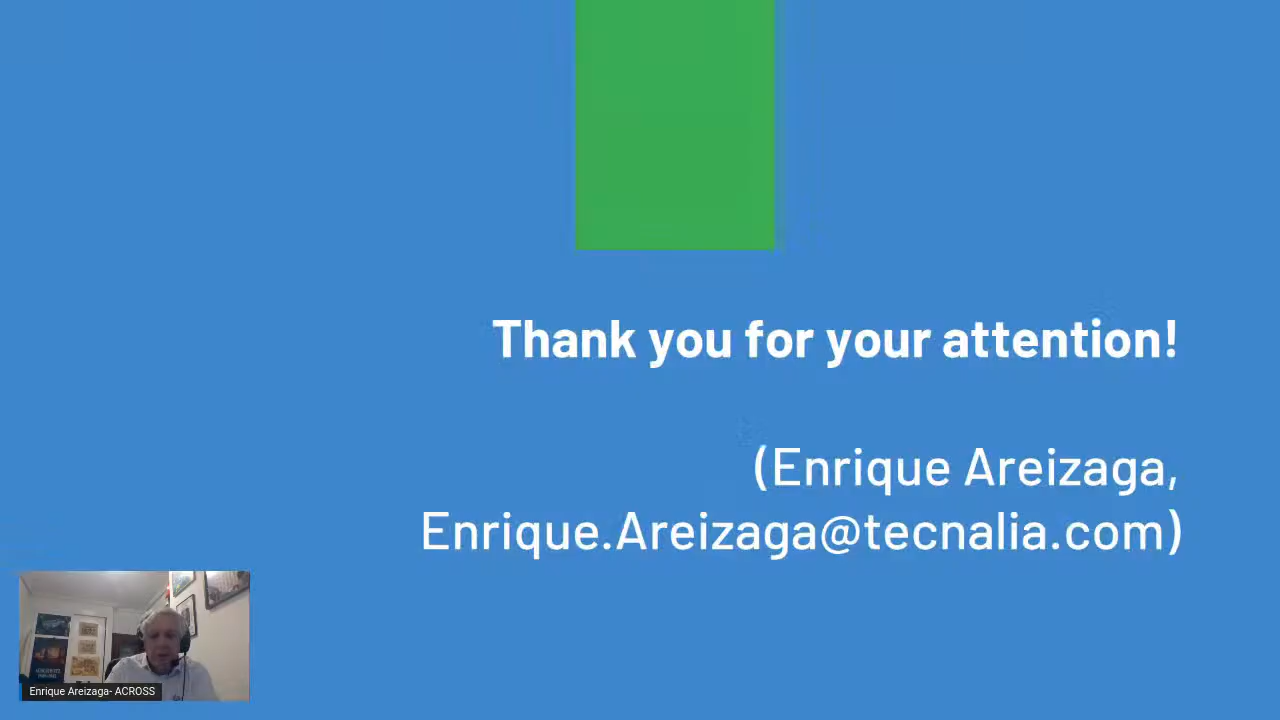 Thank you for your attention!
(Enrique Areizaga,
Enrique.Areizaga@tecnalia.com)
Enrique Areizaga- ACROSS